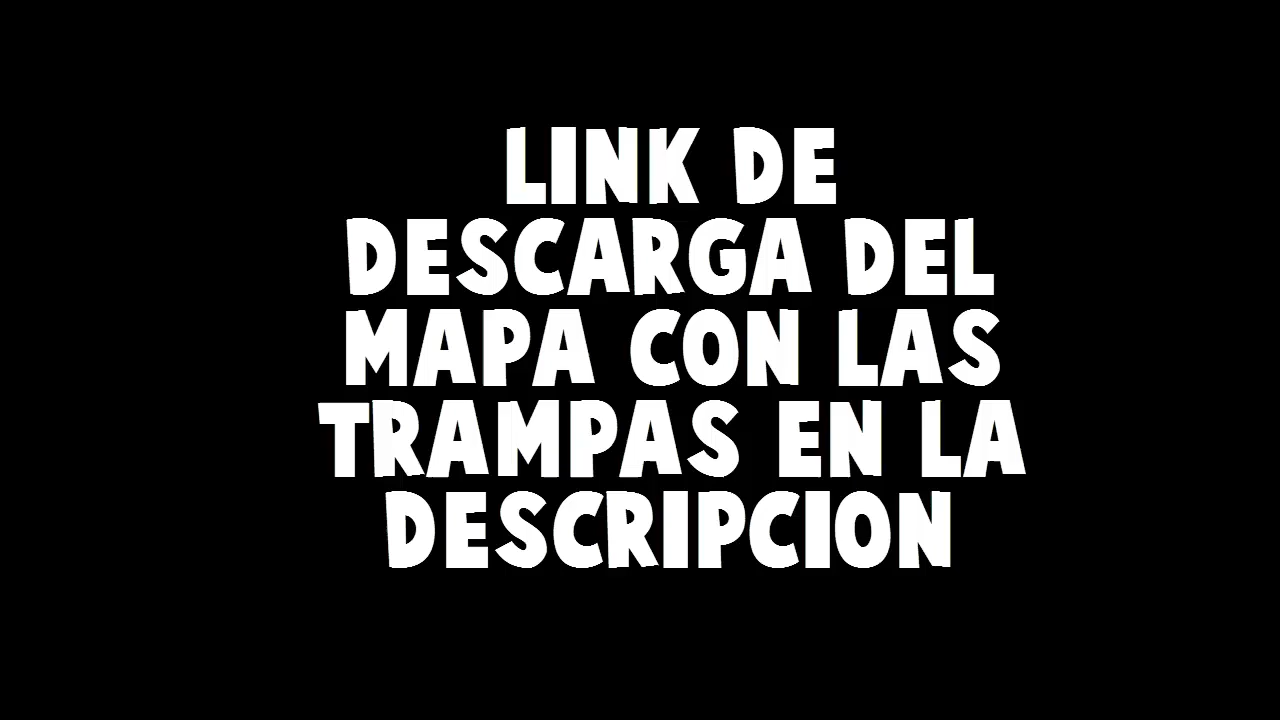 LINK DE
DESCARGA DEL
MAPA CON LAS
TRAMPAS EN LA
DESCRIPCION